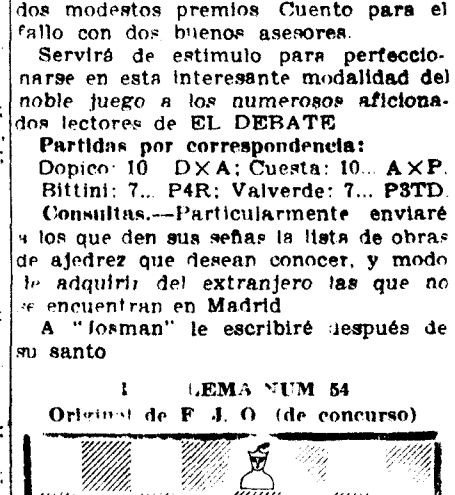 dos modestos premios Cuento para el
fallo con dos buenos asesores.
Servirá de estimulo para perfeccio-
narse en esta interesante modalidad del
noble juego a los numerosos aficiona-
dos lectores de EL DEBATE
Partidas por correspondencia:
Dopico: 10 D×A; Cuesta: 10... A×P.
Bittini: 7... P4R; Valverde: 7... P3TD.
Consultas.—Particularmente enviaré
a los que den sus señas la lista de obras
de ajedrez que desean conocer, y modo
de adquirir del extranjero las que no
se encuentran en Madrid
A "Josman" le escribiré después de
su santo
LEMA NUM 54
Original de F. J. O (de concurso)